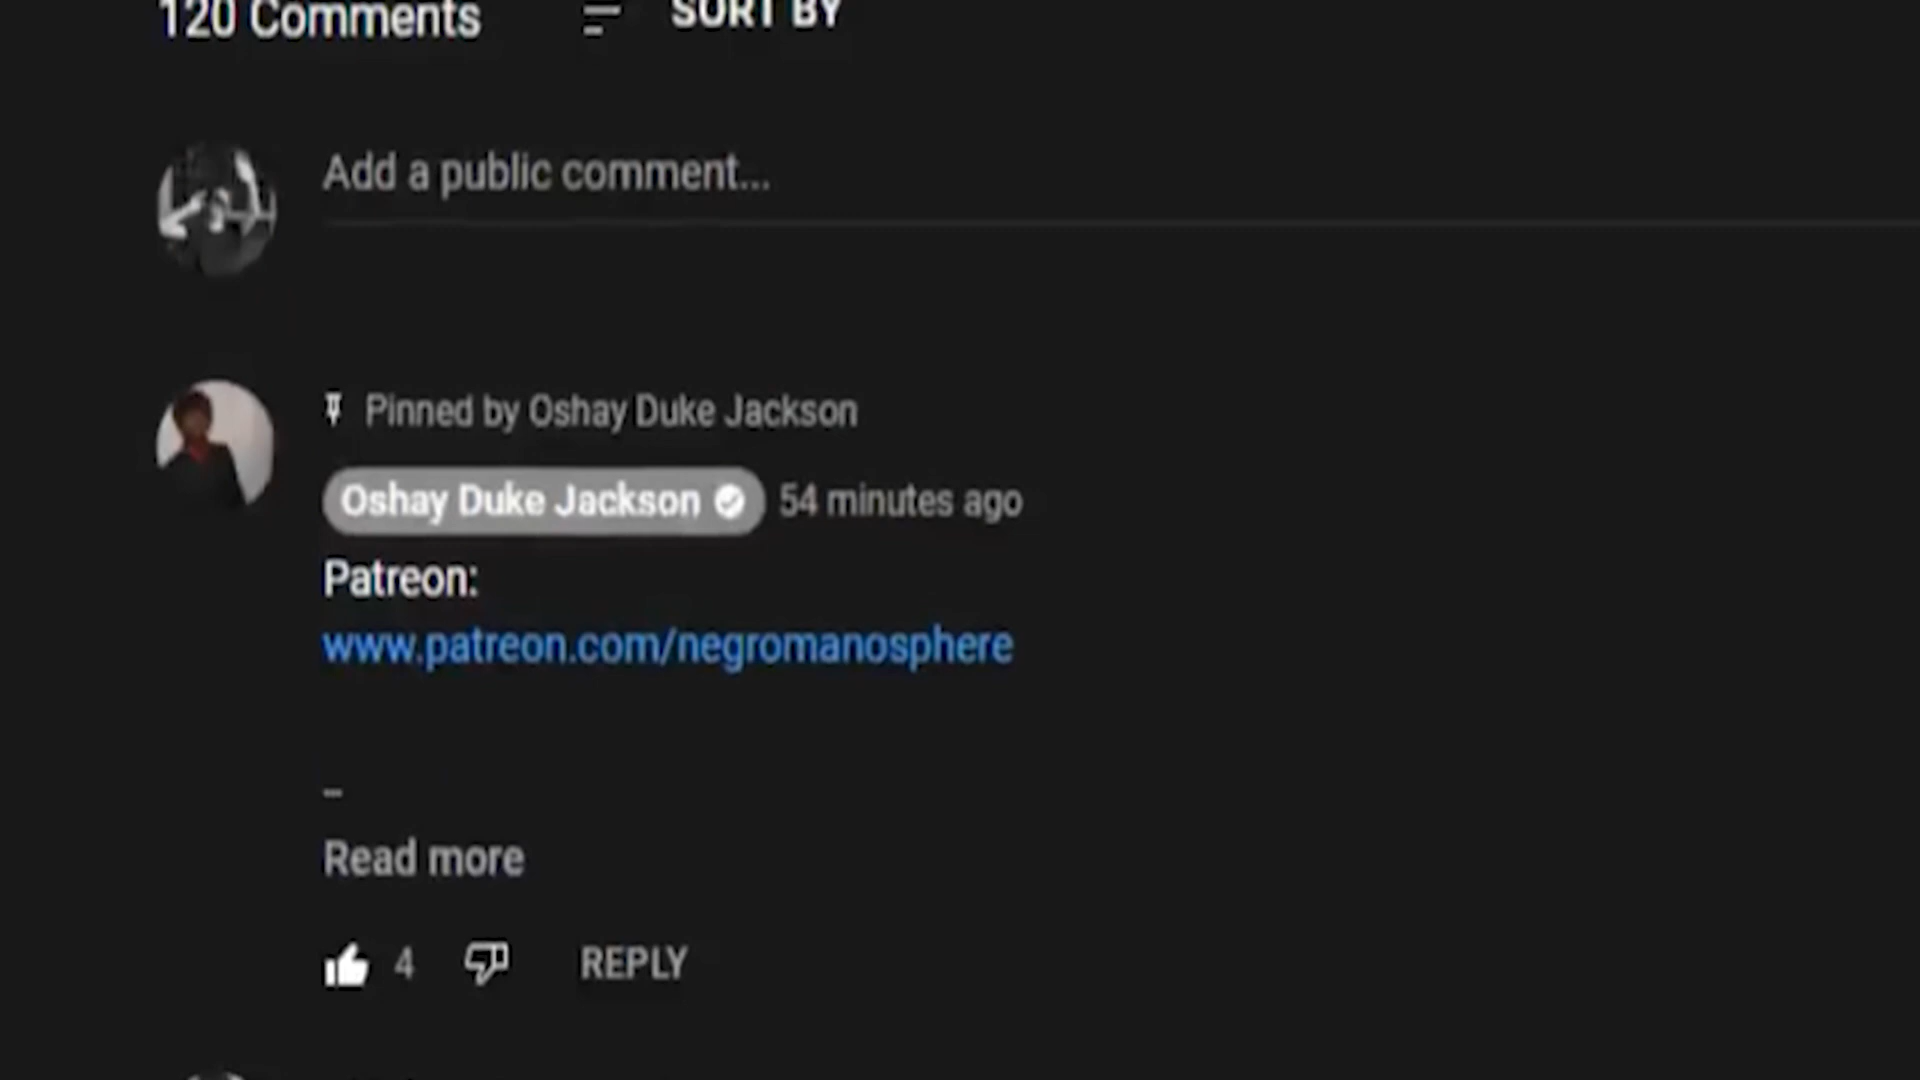 120 Comments
SORT BY
Add a public comment...
Pinned by Oshay Duke Jackson
Oshay Duke Jackson
54 minutes ago
Patreon:
www.patreon.com/negromanosphere
--
Read more
4
REPLY